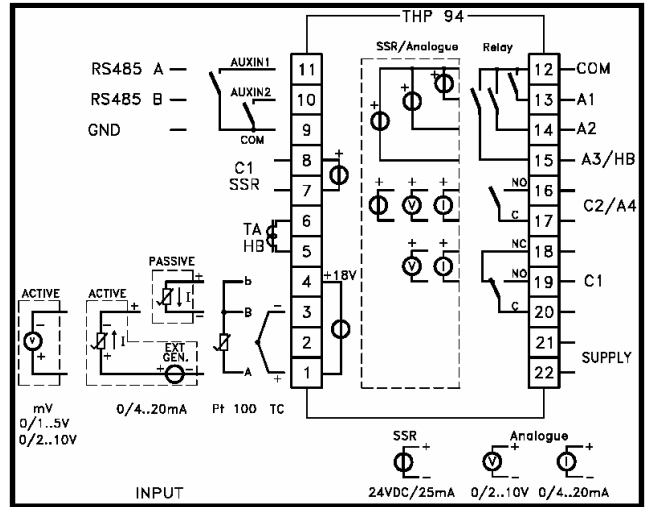 THP 94
SSR/Analogue Relay
RS485 A AUXIN1 11 12 COM
RS485 B AUXIN2 10 13 A1
GND COM 9 14 A2
8 + + + + 15 A3/HB
C1
SSR 7 - + + + NO 16
V I C2/A4
TA 6 C 17
HB 5 + + NC 18
V I
PASSIVE b +18V 4 NO 19 C1
ACTIVE ACTIVE + I = B - 3 C 20
- V + - + I 2 21
EXT GEN. + - SUPPLY
A + 1 22
mV 0/4..20mA Pt 100 TC
0/1..5V
0/2..10V
SSR Analogue
+ - V + - I + -
INPUT 24VDC/25mA 0/2..10V 0/4..20mA